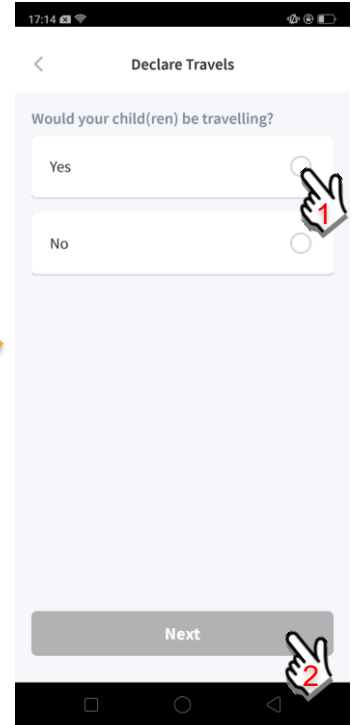 17:14
Declare Travels
Would your child(ren) be travelling?
Yes
1
No
Next
2